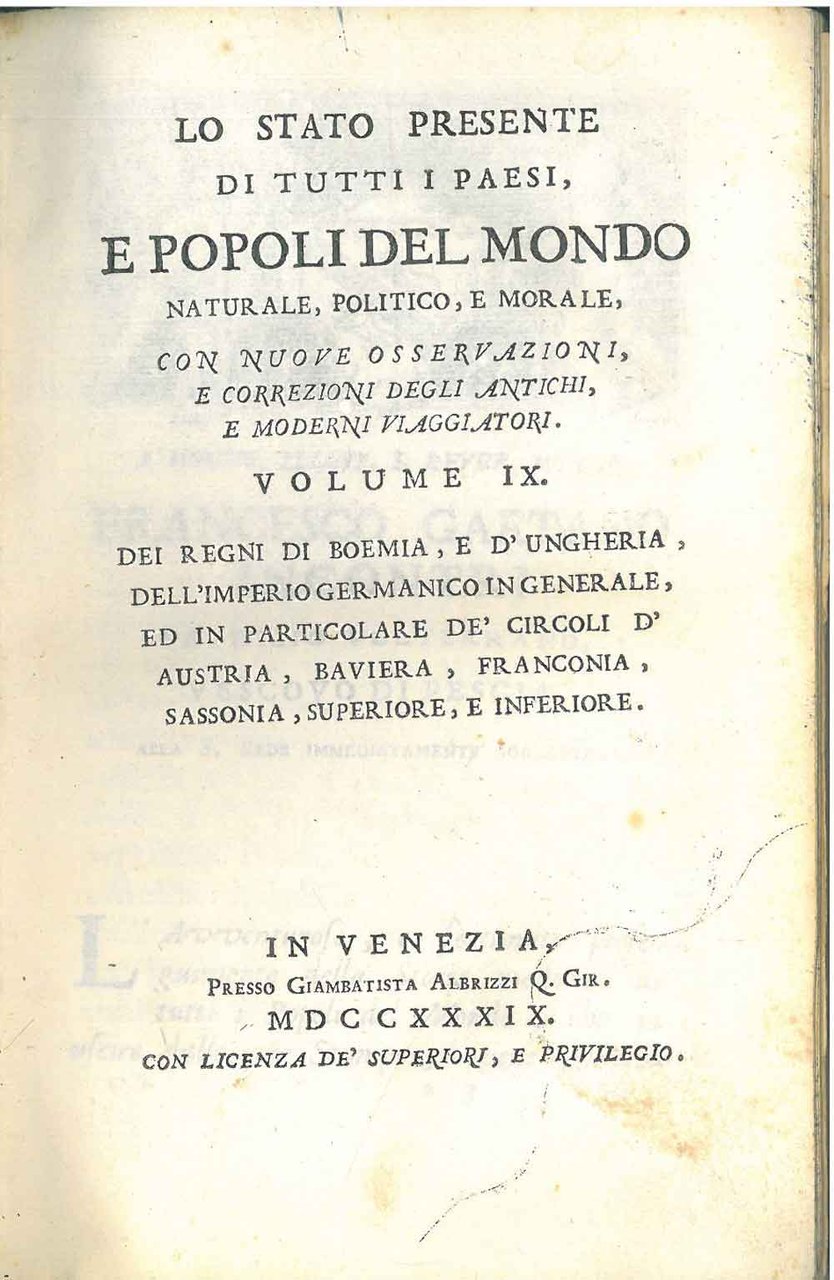 LO STATO PRESENTE
DI TUTTI I PAESI,
E POPOLI DEL MONDO
NATURALE, POLITICO, E MORALE,
CON NUOVE OSSERVAZIONI,
E CORREZIONI DEGLI ANTICHI,
E MODERNI VIAGGIATORI.
VOLUME IX.
DEI REGNI DI BOEMIA, E D'UNGHERIA,
DELL'IMPERIO GERMANICO IN GENERALE,
ED IN PARTICOLARE DE' CIRCOLI D'
AUSTRIA, BAVIERA, FRANCONIA,
SASSONIA, SUPERIORE, E INFERIORE.
IN VENEZIA,
PRESSO GIAMBATISTA ALBRIZZI Q. GIR.
MDCCXXXIX.
CON LICENZA DE' SUPERIORI, E PRIVILEGIO.